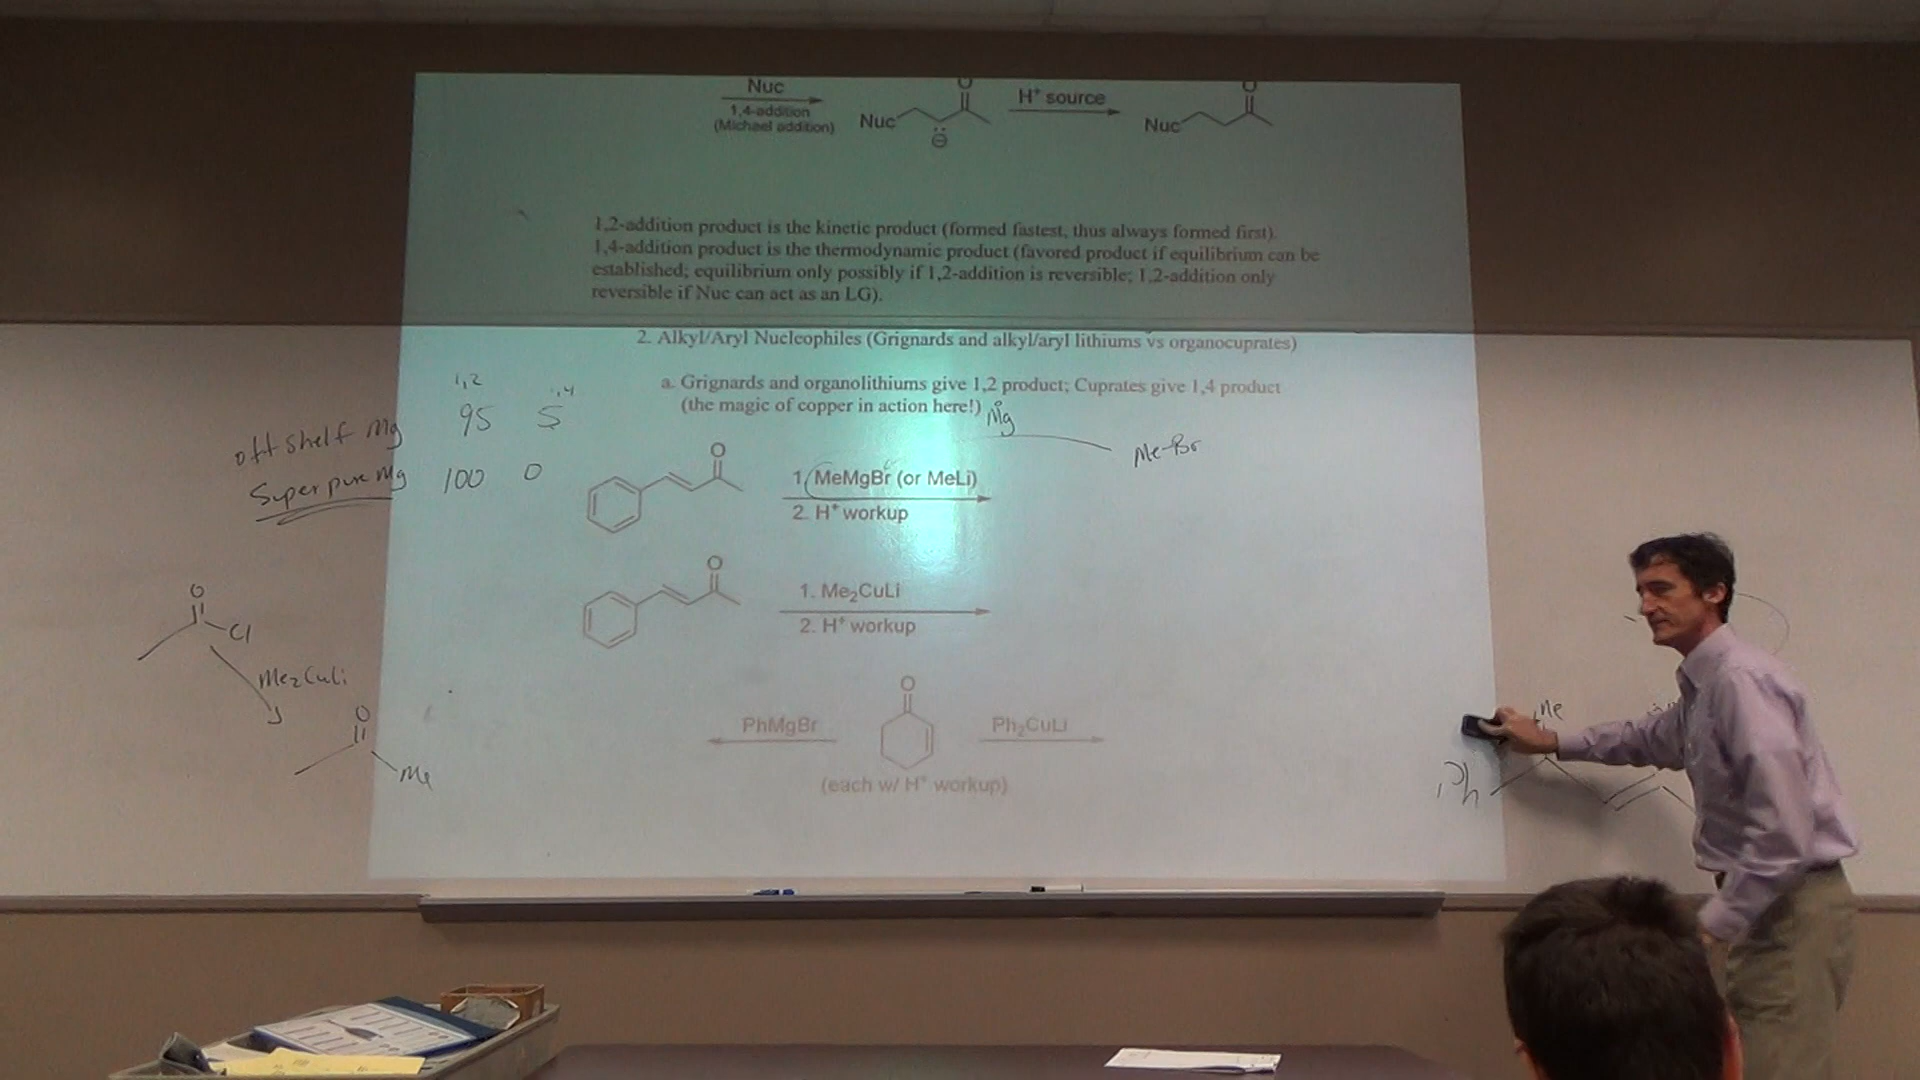 Nuc
1,4-addition
(Michael addition)
Nuc
O
⊖
H⁺ source
Nuc
O
1,2-addition product is the kinetic product (formed fastest, thus always formed first).
1,4-addition product is the thermodynamic product (favored product if equilibrium can be
established; equilibrium only possibly if 1,2-addition is reversible; 1,2-addition only
reversible if Nuc can act as an LG).
2. Alkyl/Aryl Nucleophiles (Grignards and alkyl/aryl lithiums vs organocuprates)
a. Grignards and organolithiums give 1,2 product; Cuprates give 1,4 product
(the magic of copper in action here!)
1,2 1,4
off shelf Mg 95 5
Super pure Mg 100 0
Mg
Me-Br
O
1. MeMgBr (or MeLi)
2. H⁺ workup
O
1. Me₂CuLi
2. H⁺ workup
O
Cl
Me₂CuLi
O
Me
PhMgBr
O
Ph₂CuLi
(each w/ H⁺ workup)
Me
Ph